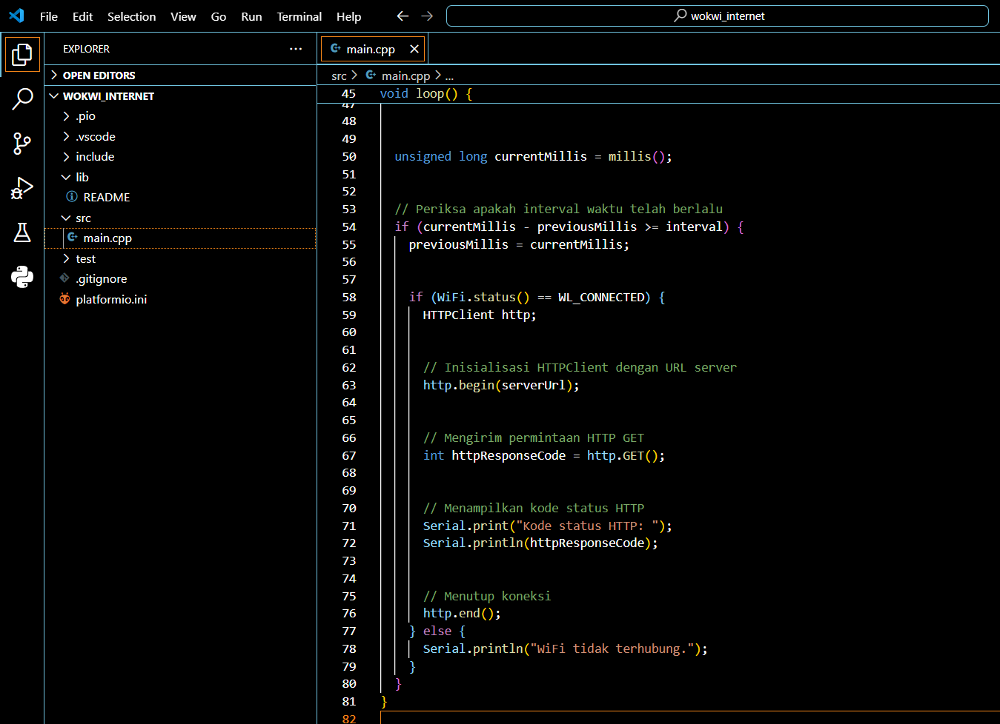 File Edit Selection View Go Run Terminal Help
wokwi_internet
EXPLORER
OPEN EDITORS
WOKWI_INTERNET
.pio
.vscode
include
lib
README
src
main.cpp
test
.gitignore
platformio.ini
main.cpp
src > main.cpp > ...
45 void loop() {
47
48
49
50 unsigned long currentMillis = millis();
51
52
53 // Periksa apakah interval waktu telah berlalu
54 if (currentMillis - previousMillis >= interval) {
55 previousMillis = currentMillis;
56
57
58 if (WiFi.status() == WL_CONNECTED) {
59 HTTPClient http;
60
61
62 // Inisialisasi HTTPClient dengan URL server
63 http.begin(serverUrl);
64
65
66 // Mengirim permintaan HTTP GET
67 int httpResponseCode = http.GET();
68
69
70 // Menampilkan kode status HTTP
71 Serial.print("Kode status HTTP: ");
72 Serial.println(httpResponseCode);
73
74
75 // Menutup koneksi
76 http.end();
77 } else {
78 Serial.println("WiFi tidak terhubung.");
79 }
80 }
81 }
82